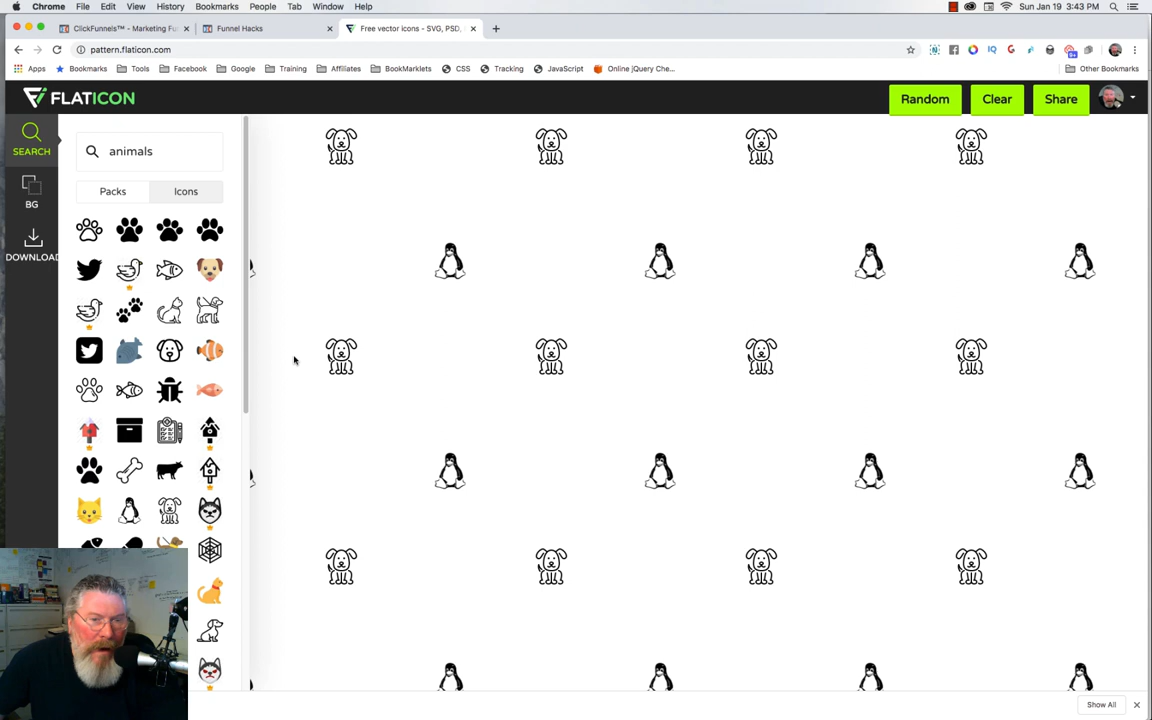 Chrome File Edit View History Bookmarks People Tab Window Help Sun Jan 19 3:43 PM
ClickFunnels™ - Marketing Fu Funnel Hacks Free vector icons - SVG, PSD,
pattern.flaticon.com
Apps Bookmarks Tools Facebook Google Training Affiliates BookMarklets CSS Tracking JavaScript Online jQuery Che... Other Bookmarks
FLATICON Random Clear Share
SEARCH
animals
Packs Icons
BG
DOWNLOAD
Show All